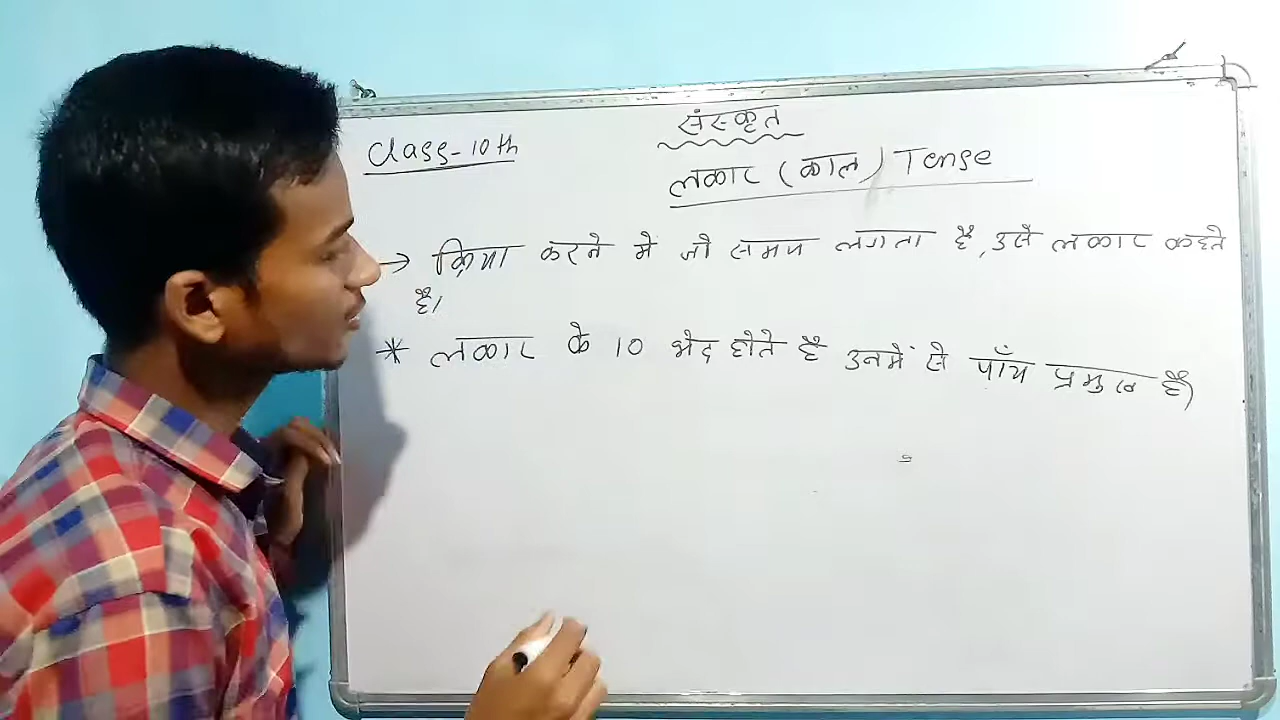 संस्कृत
Class-10th
लकार (काल) Tense
→ क्रिया करने में जो समय लगता है, उसे लकार कहते
है।
* लकार के 10 भेद होते है उनमें से पाँच प्रमुख है।